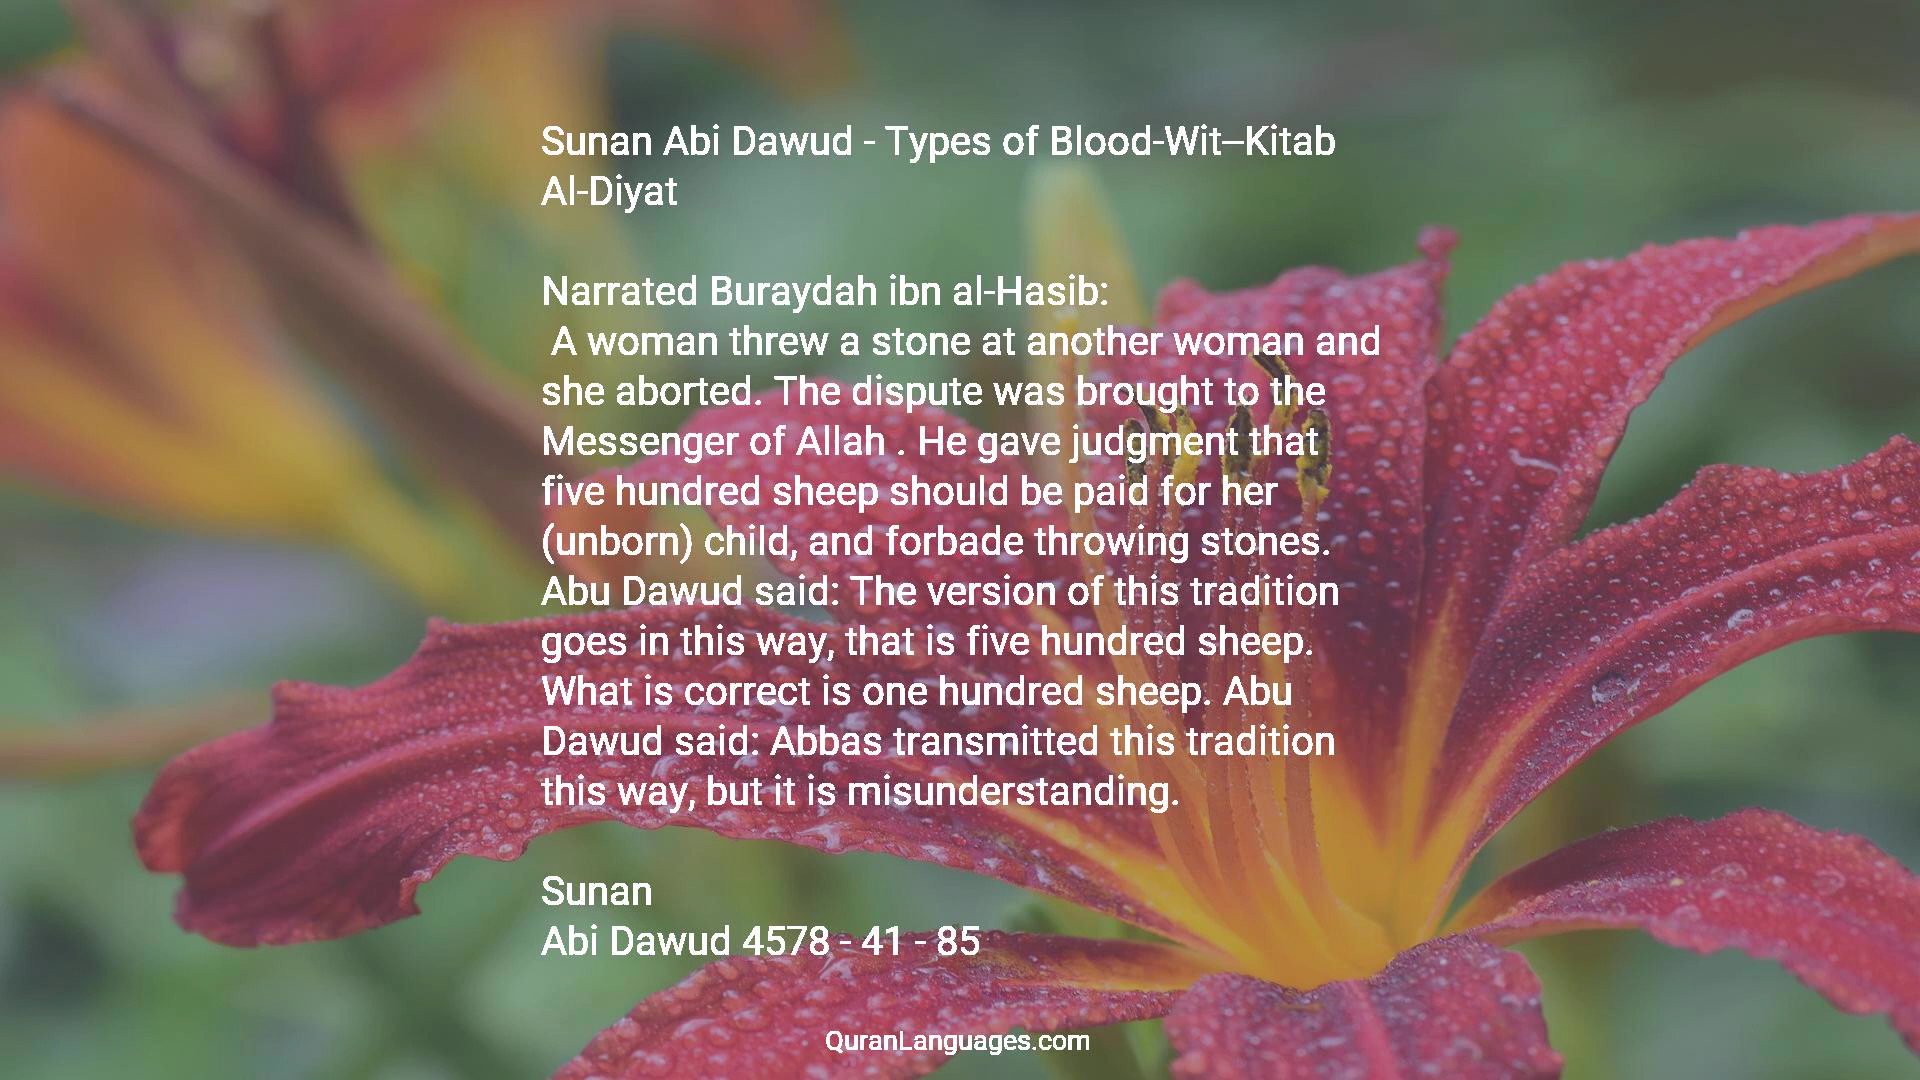 Sunan Abi Dawud - Types of Blood-Wit--Kitab
Al-Diyat
Narrated Buraydah ibn al-Hasib:
A woman threw a stone at another woman and
she aborted. The dispute was brought to the
Messenger of Allah . He gave judgment that
five hundred sheep should be paid for her
(unborn) child, and forbade throwing stones.
Abu Dawud said: The version of this tradition
goes in this way, that is five hundred sheep.
What is correct is one hundred sheep. Abu
Dawud said: Abbas transmitted this tradition
this way, but it is misunderstanding.
Sunan
Abi Dawud 4578 - 41 - 85
QuranLanguages.com